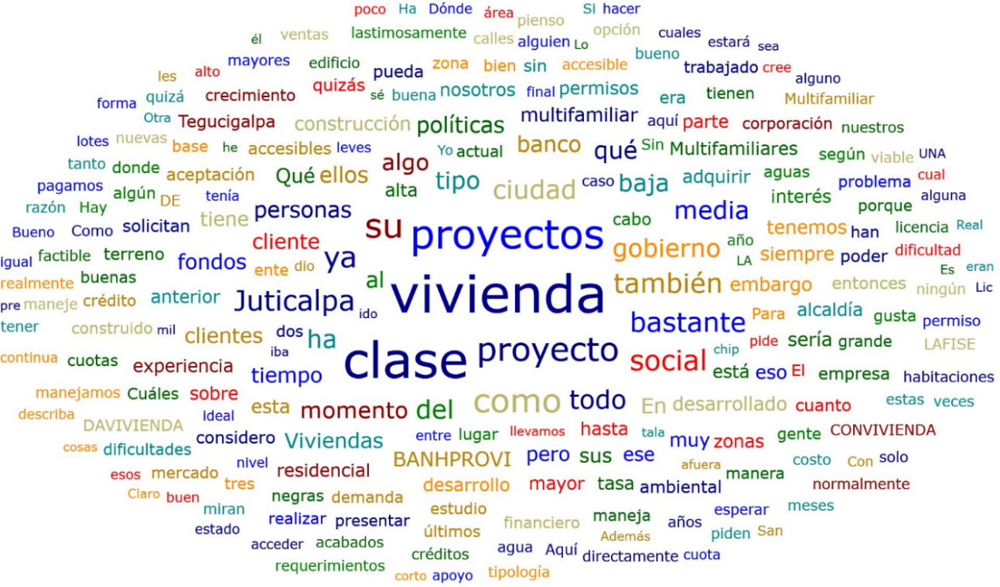 poco Ha Dónde área pienso Si hacer
él ventas lastimosamente calles alguien Lo opción cuales estará sea
les alto mayores edificio pueda zona bien sin accesible bueno trabajado cree alguno
forma quizá crecimiento quizás sé buena nosotros final permisos era tienen Multifamiliar
Otra Tegucigalpa construcción políticas multifamiliar aquí parte corporación nuestros
lotes nuevas base he accesibles leves algo Yo actual banco qué Sin Multifamiliares según viable UNA
tanto donde aceptación Qué ellos alta tipo ciudad caso baja adquirir aguas problema cual
pagamos algún DE tenía interés alguna
razón Hay solicitan tiene personas su proyectos cabo media tenemos porque
Bueno Como cliente gobierno año han licencia Real
igual factible terreno fondos ente dio ya LA siempre poder dificultad
realmente buenas al vivienda también embargo entonces Es eran
pre maneje crédito anterior Juticalpa ido ningún Lic
tener construido mil clientes dos ha bastante Para alcaldía gusta permiso
continua cuotas experiencia iba clase proyecto social chip pide sería grande LAFISE
tiempo está eso El empresa habitaciones
manejamos Cuáles sobre esta momento del como todo En desarrollado cuanto estas veces
describa DAVIVIENDA ideal
cosas dificultades considero Viviendas entre lugar llevamos hasta tala muy zonas gente CONVIVIENDA
esos mercado nivel residencial BANHPROVI pero sus ese afuera manera costo Con solo
Claro buen tres negras demanda desarrollo mayor tasa ambiental normalmente
miran realizar presentar estudio financiero maneja años esperar meses
estado acceder acabados últimos Además piden San
requerimientos créditos agua Aquí directamente cuota
corto apoyo tipología